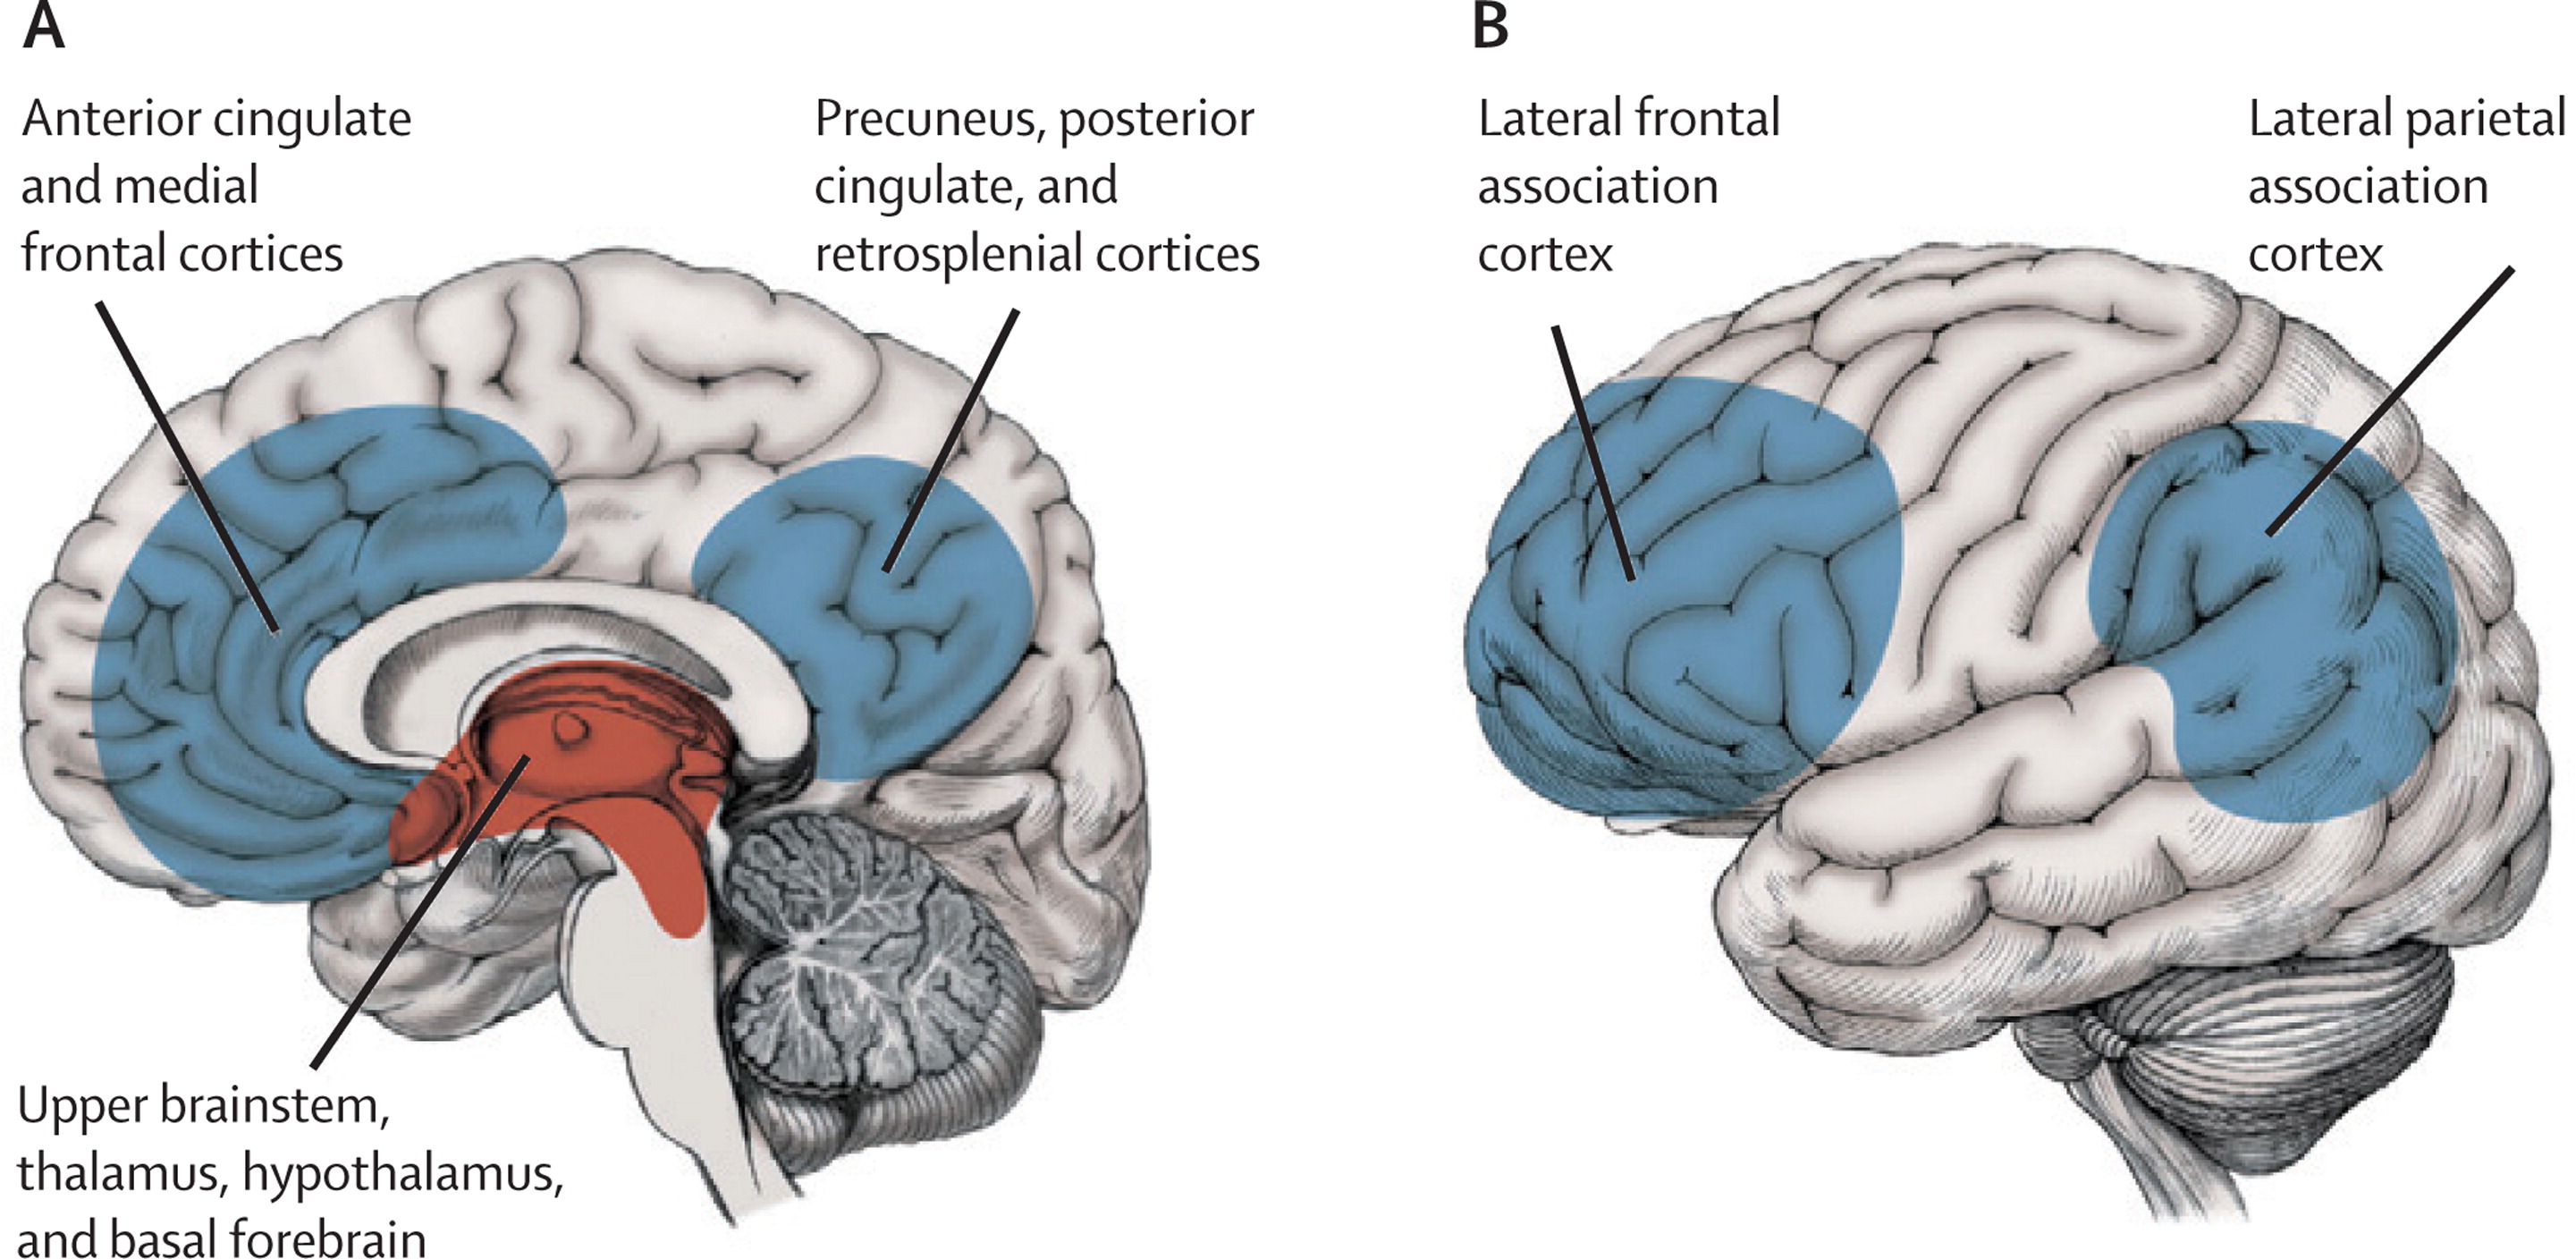 A
Anterior cingulate
and medial
frontal cortices
Precuneus, posterior
cingulate, and
retrosplenial cortices
Upper brainstem,
thalamus, hypothalamus,
and basal forebrain
B
Lateral frontal
association
cortex
Lateral parietal
association
cortex